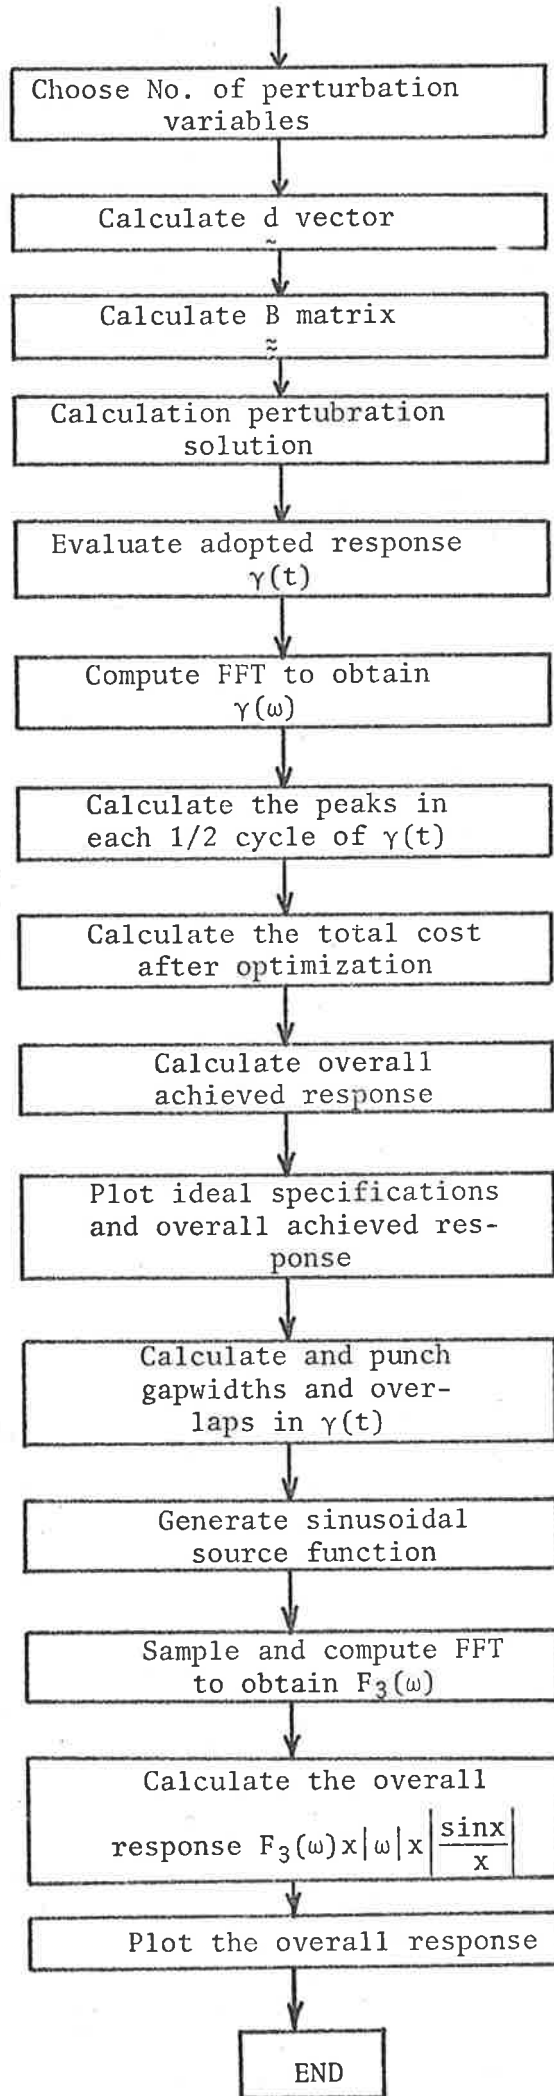 Choose No. of perturbation
variables
Calculate d̰ vector
Calculate B̰̰ matrix
Calculation pertubration
solution
Evaluate adopted response
γ(t)
Compute FFT to obtain
γ(ω)
Calculate the peaks in
each 1/2 cycle of γ(t)
Calculate the total cost
after optimization
Calculate overall
achieved response
Plot ideal specifications
and overall achieved res-
ponse
Calculate and punch
gapwidths and over-
laps in γ(t)
Generate sinusoidal
source function
Sample and compute FFT
to obtain F₃(ω)
Calculate the overall
response F₃(ω)x|ω|x|sinx/x|
Plot the overall response
END